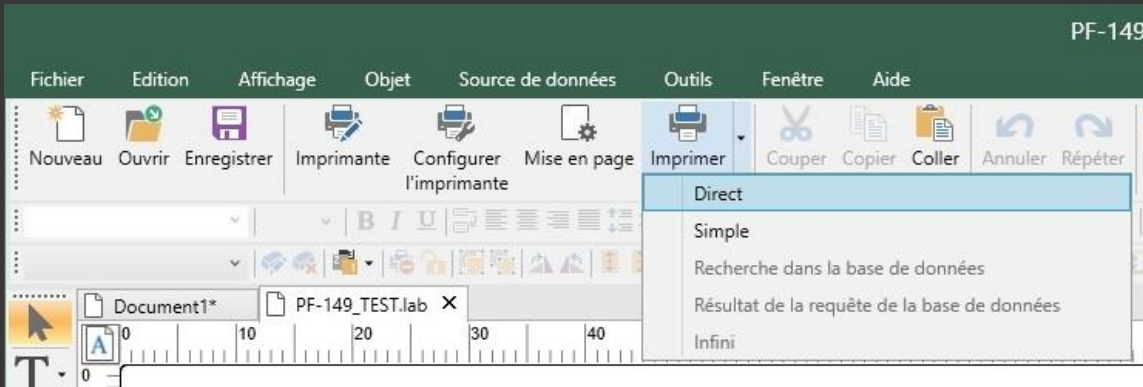 PF-149
Fichier Edition Affichage Objet Source de données Outils Fenêtre Aide
Nouveau Ouvrir Enregistrer Imprimante Configurer l'imprimante Mise en page Imprimer Couper Copier Coller Annuler Répéter
Direct
B I U
Simple
Recherche dans la base de données
Document1* PF-149_TEST.lab X
Résultat de la requête de la base de données
A 0 10 20 30 40
Infini
T 0